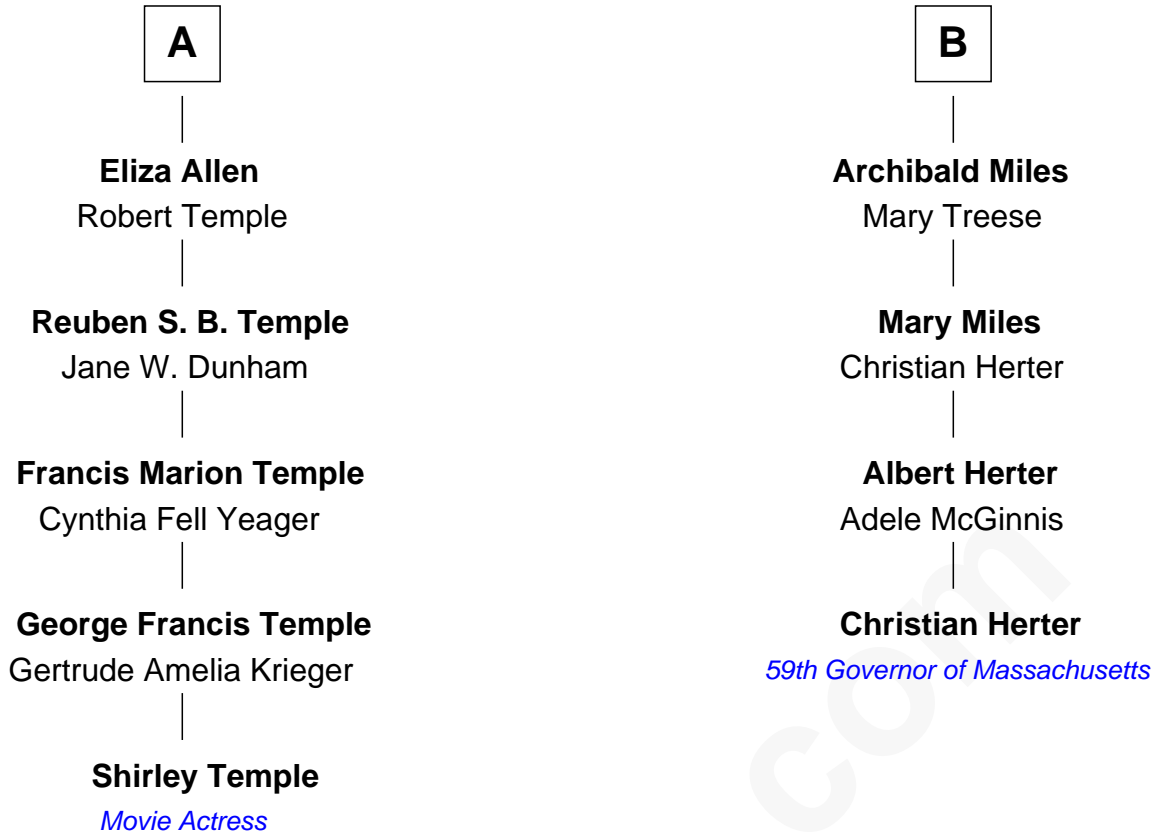 A
Eliza Allen
Robert Temple
Reuben S. B. Temple
Jane W. Dunham
Francis Marion Temple
Cynthia Fell Yeager
George Francis Temple
Gertrude Amelia Krieger
Shirley Temple
Movie Actress
B
Archibald Miles
Mary Treese
Mary Miles
Christian Herter
Albert Herter
Adele McGinnis
Christian Herter
59th Governor of Massachusetts
com